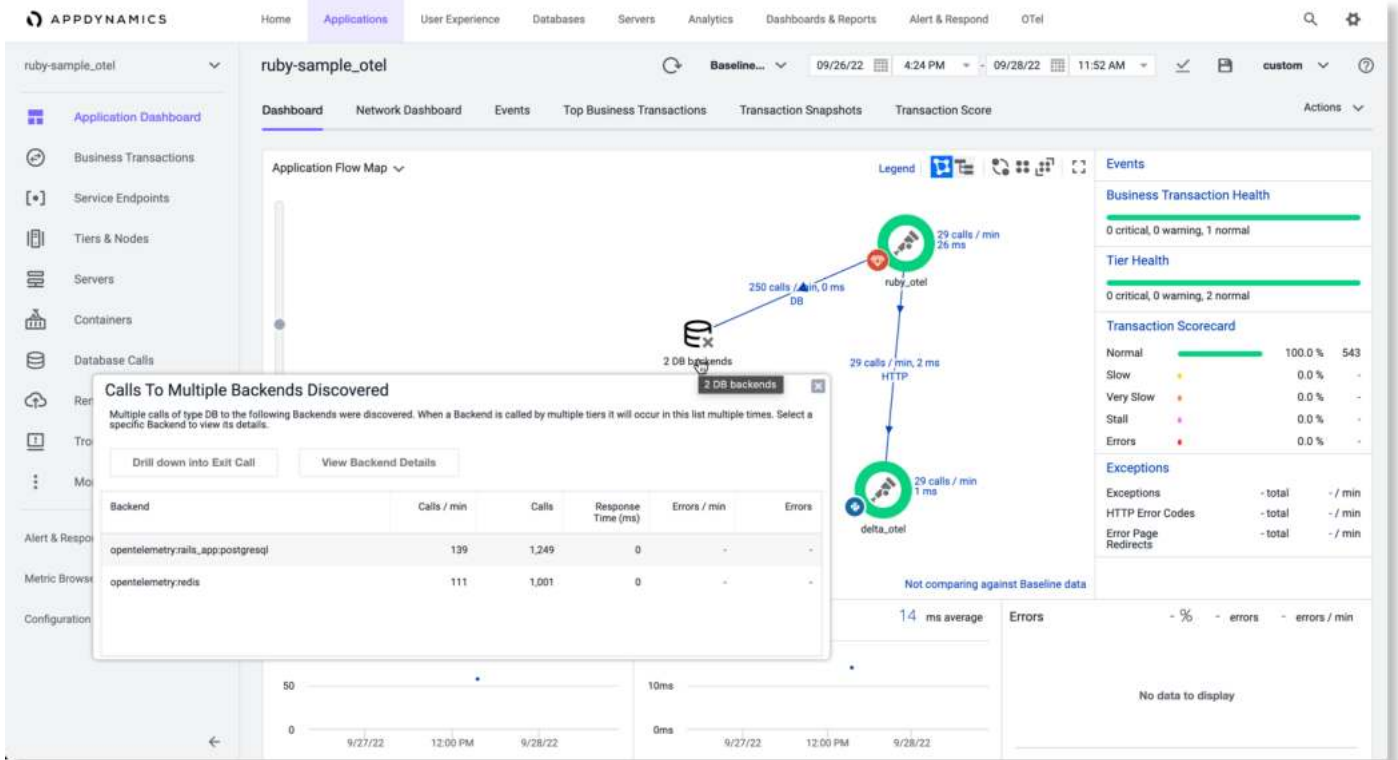 APPDYNAMICS
Home Applications User Experience Databases Servers Analytics Dashboards & Reports Alert & Respond OTel
ruby-sample_otel
ruby-sample_otel
Baseline... 09/26/22 4:24 PM - 09/28/22 11:52 AM custom
Application Dashboard
Business Transactions
Service Endpoints
Tiers & Nodes
Servers
Containers
Database Calls
Alert & Respo
Metric Browse
Configuration
Dashboard Network Dashboard Events Top Business Transactions Transaction Snapshots Transaction Score
Actions
Application Flow Map
Legend
29 calls / min
26 ms
ruby_otel
250 calls / min, 0 ms
DB
2 DB backends
2 DB backends
29 calls / min, 2 ms
HTTP
29 calls / min
1 ms
delta_otel
Not comparing against Baseline data
Calls To Multiple Backends Discovered
Multiple calls of type DB to the following Backends were discovered. When a Backend is called by multiple tiers it will occur in this list multiple times. Select a
specific Backend to view its details.
Drill down into Exit Call View Backend Details
Backend Calls / min Calls Response Time (ms) Errors / min Errors
opentelemetry:rails_app:postgresql 139 1,249 0 - -
opentelemetry:redis 111 1,001 0 - -
Events
Business Transaction Health
0 critical, 0 warning, 1 normal
Tier Health
0 critical, 0 warning, 2 normal
Transaction Scorecard
Normal 100.0 % 543
Slow 0.0 % -
Very Slow 0.0 % -
Stall 0.0 % -
Errors 0.0 % -
Exceptions
Exceptions - total - / min
HTTP Error Codes - total - / min
Error Page Redirects - total - / min
14 ms average
Errors - % - errors - errors / min
No data to display
50
0
9/27/22 12:00 PM 9/28/22
10ms
0ms
9/27/22 12:00 PM 9/28/22